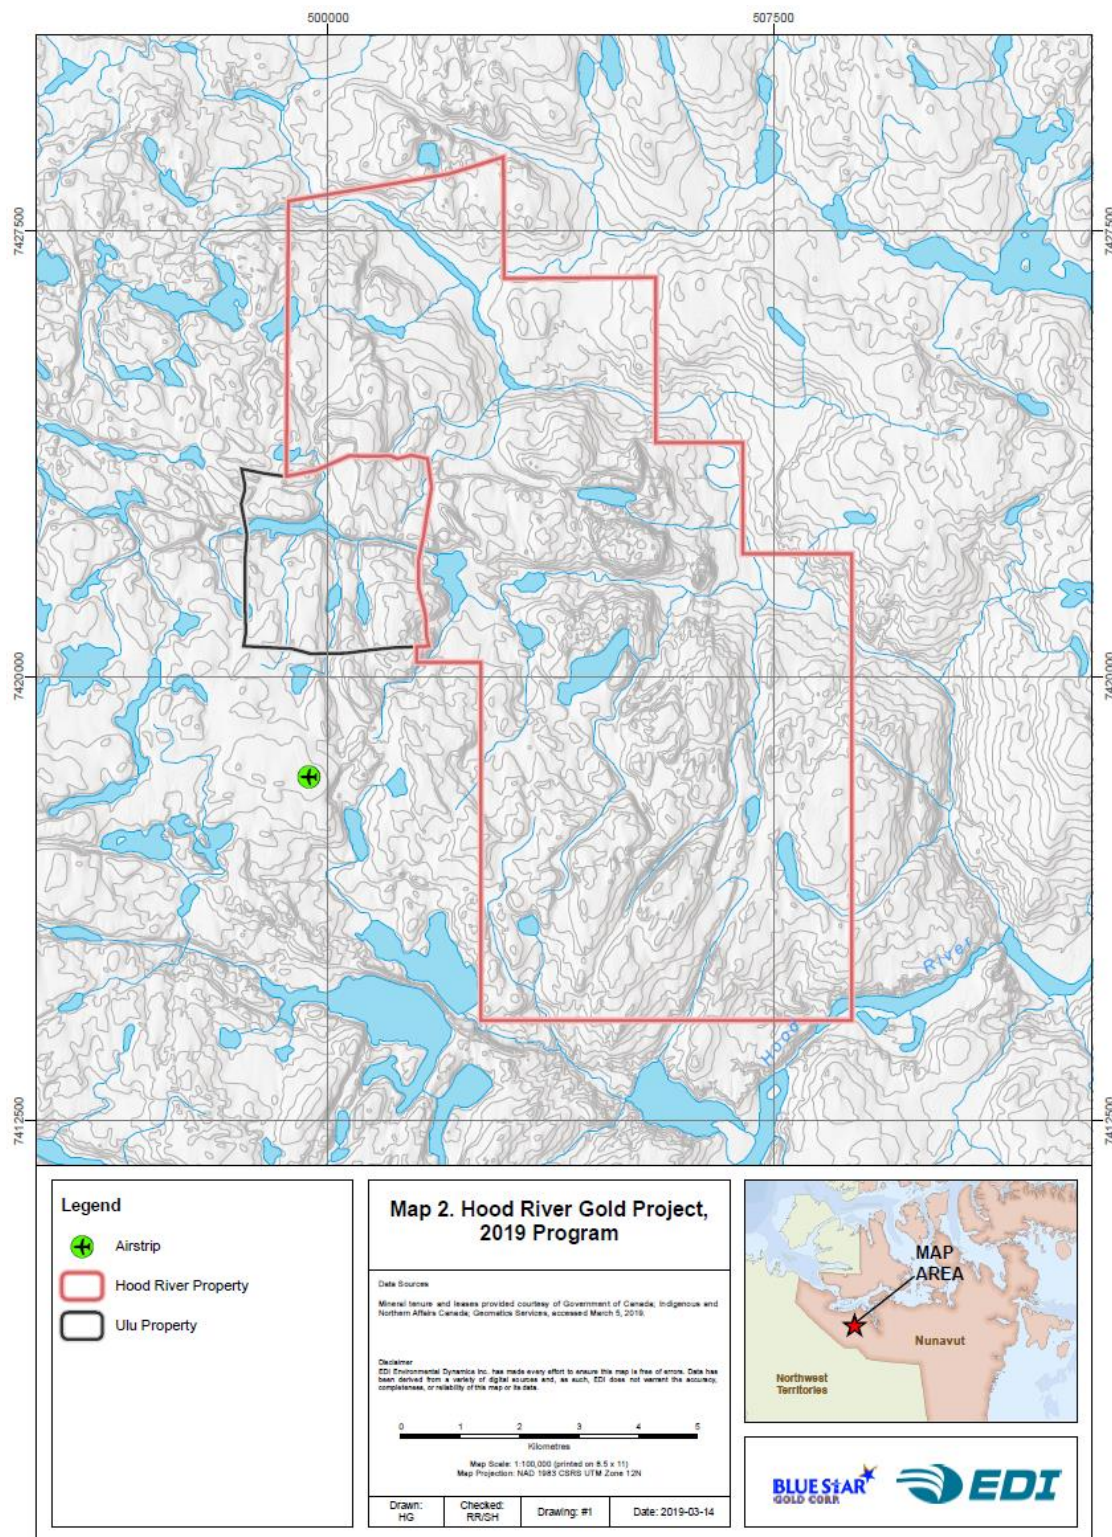 500000
507500
7427500
7427500
7420000
7420000
River
Hood
7412500
7412500
Legend
Airstrip
Hood River Property
Ulu Property
Map 2. Hood River Gold Project,
2019 Program
Data Sources
Mineral tenure and leases provided courtesy of Government of Canada; Indigenous and
Northern Affairs Canada; Geomatics Services, accessed March 5, 2019.
Disclaimer
EDI Environmental Dynamics Inc. has made every effort to ensure this map is free of errors. Data has
been derived from a variety of digital sources and, as such, EDI does not warrant the accuracy,
completeness, or reliability of this map or its data.
0 1 2 3 4 5
Kilometres
Map Scale: 1:100,000 (printed on 8.5 x 11)
Map Projection: NAD 1983 CSRS UTM Zone 12N
Drawn:
HG
Checked:
RR/SH
Drawing: #1
Date: 2019-03-14
MAP
AREA
Nunavut
Northwest
Territories
BLUE STAR
GOLD CORP.
EDI